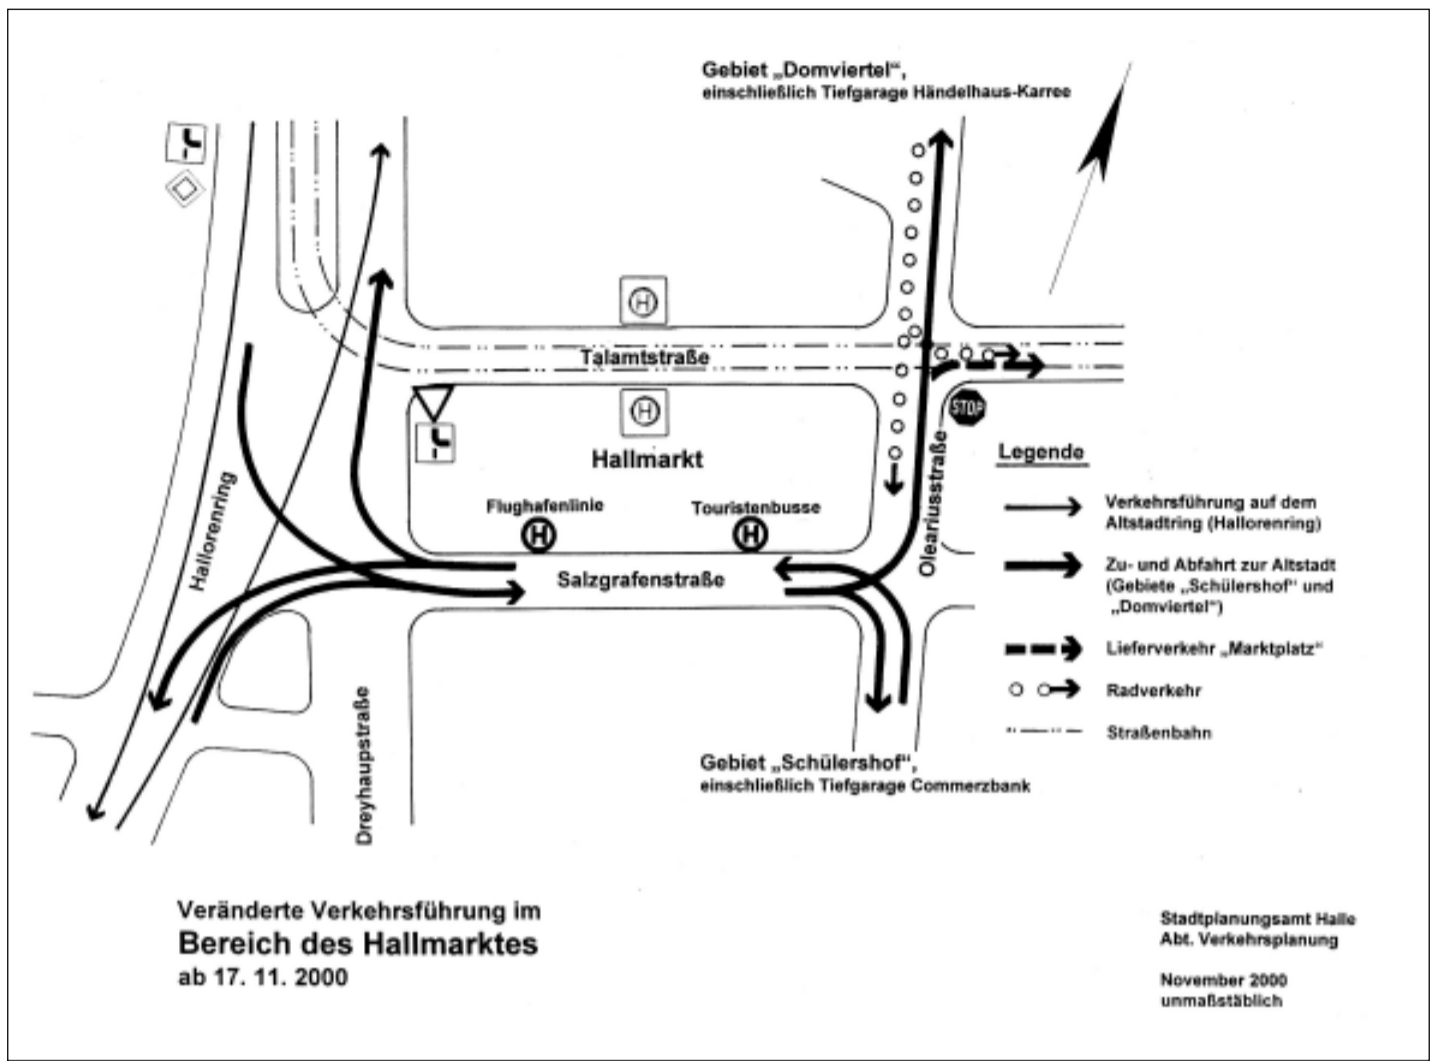 Gebiet „Domviertel“,
einschließlich Tiefgarage Händelhaus-Karree
H
Talamtstraße
H
STOP
Hallmarkt
Legende
Flughafenlinie
Touristenbusse
H
H
Hallorenring
Oleariusstraße
Salzgrafenstraße
Verkehrsführung auf dem
Altstadtring (Hallorenring)
Zu- und Abfahrt zur Altstadt
(Gebiete „Schülershof“ und
„Domviertel“)
Lieferverkehr „Marktplatz“
Radverkehr
Straßenbahn
Dreyhauptstraße
Gebiet „Schülershof“,
einschließlich Tiefgarage Commerzbank
Veränderte Verkehrsführung im
Bereich des Hallmarktes
ab 17. 11. 2000
Stadtplanungsamt Halle
Abt. Verkehrsplanung
November 2000
unmaßstäblich